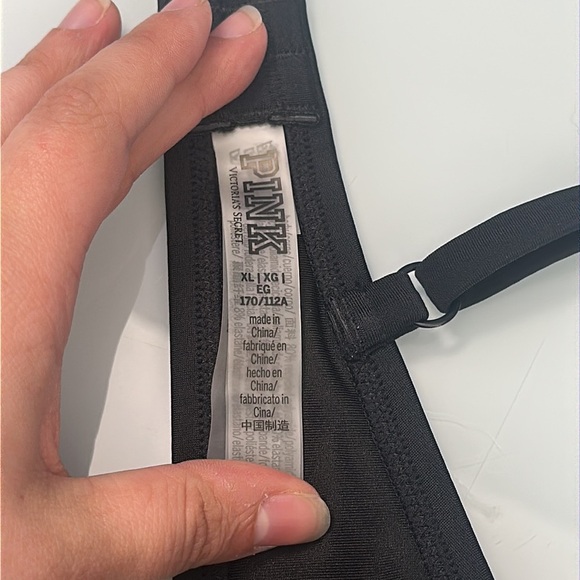 PINK
VICTORIA'S SECRET
XL | XG |
EG
170/112A
made in
China/
fabriqué en
Chine/
hecho en
China/
fabbricato in
Cina/
中国制造